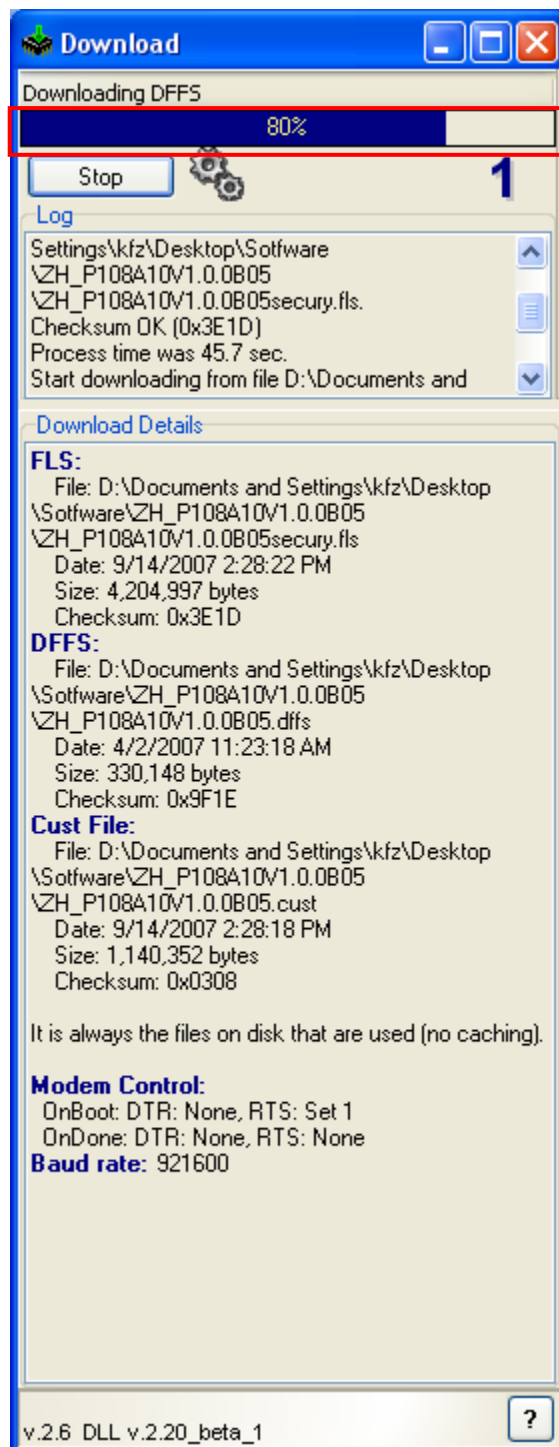 Download
Downloading DFFS
80%
Stop
1
Log
Settings\kfz\Desktop\Sotfware
\ZH_P108A10V1.0.0B05
\ZH_P108A10V1.0.0B05secury.fls.
Checksum OK (0x3E1D)
Process time was 45.7 sec.
Start downloading from file D:\Documents and
Download Details
FLS:
File: D:\Documents and Settings\kfz\Desktop
\Sotfware\ZH_P108A10V1.0.0B05
\ZH_P108A10V1.0.0B05secury.fls
Date: 9/14/2007 2:28:22 PM
Size: 4,204,997 bytes
Checksum: 0x3E1D
DFFS:
File: D:\Documents and Settings\kfz\Desktop
\Sotfware\ZH_P108A10V1.0.0B05
\ZH_P108A10V1.0.0B05.dffs
Date: 4/2/2007 11:23:18 AM
Size: 330,148 bytes
Checksum: 0x9F1E
Cust File:
File: D:\Documents and Settings\kfz\Desktop
\Sotfware\ZH_P108A10V1.0.0B05
\ZH_P108A10V1.0.0B05.cust
Date: 9/14/2007 2:28:18 PM
Size: 1,140,352 bytes
Checksum: 0x0308
It is always the files on disk that are used (no caching).
Modem Control:
OnBoot: DTR: None, RTS: Set 1
OnDone: DTR: None, RTS: None
Baud rate: 921600
v.2.6 DLL v.2.20_beta_1
?